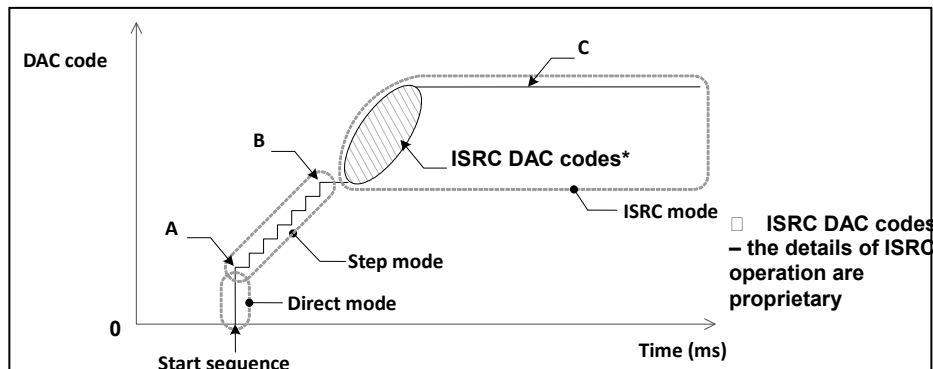 DAC code
C
B
ISRC DAC codes*
ISRC mode
A
Step mode
Direct mode
0
Start sequence
Time (ms)
ISRC DAC codes
– the details of ISRC
operation are
proprietary